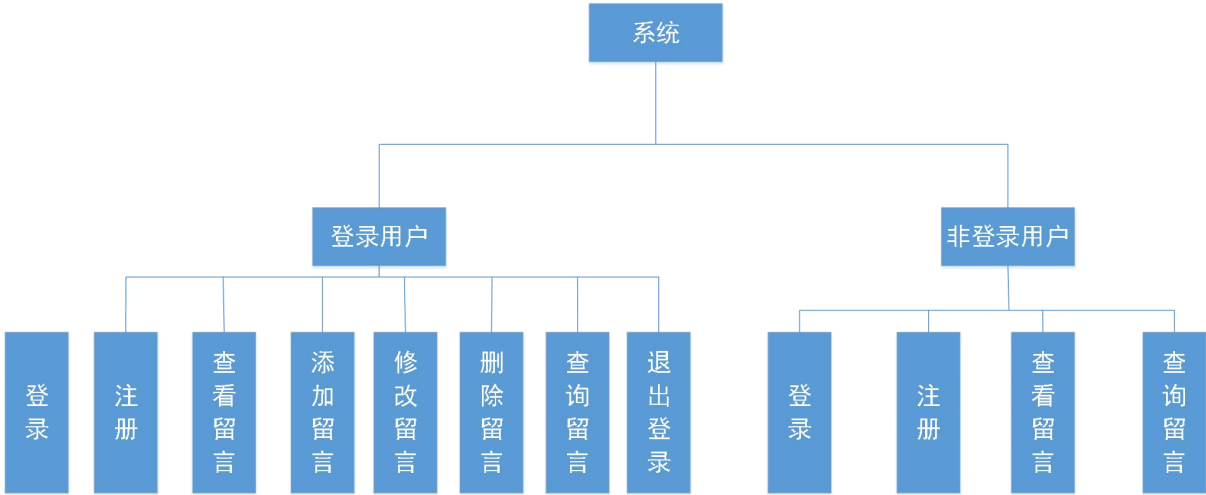 系统
登录用户
非登录用户
登录
注册
查看留言
添加留言
修改留言
删除留言
查询留言
退出登录
登录
注册
查看留言
查询留言